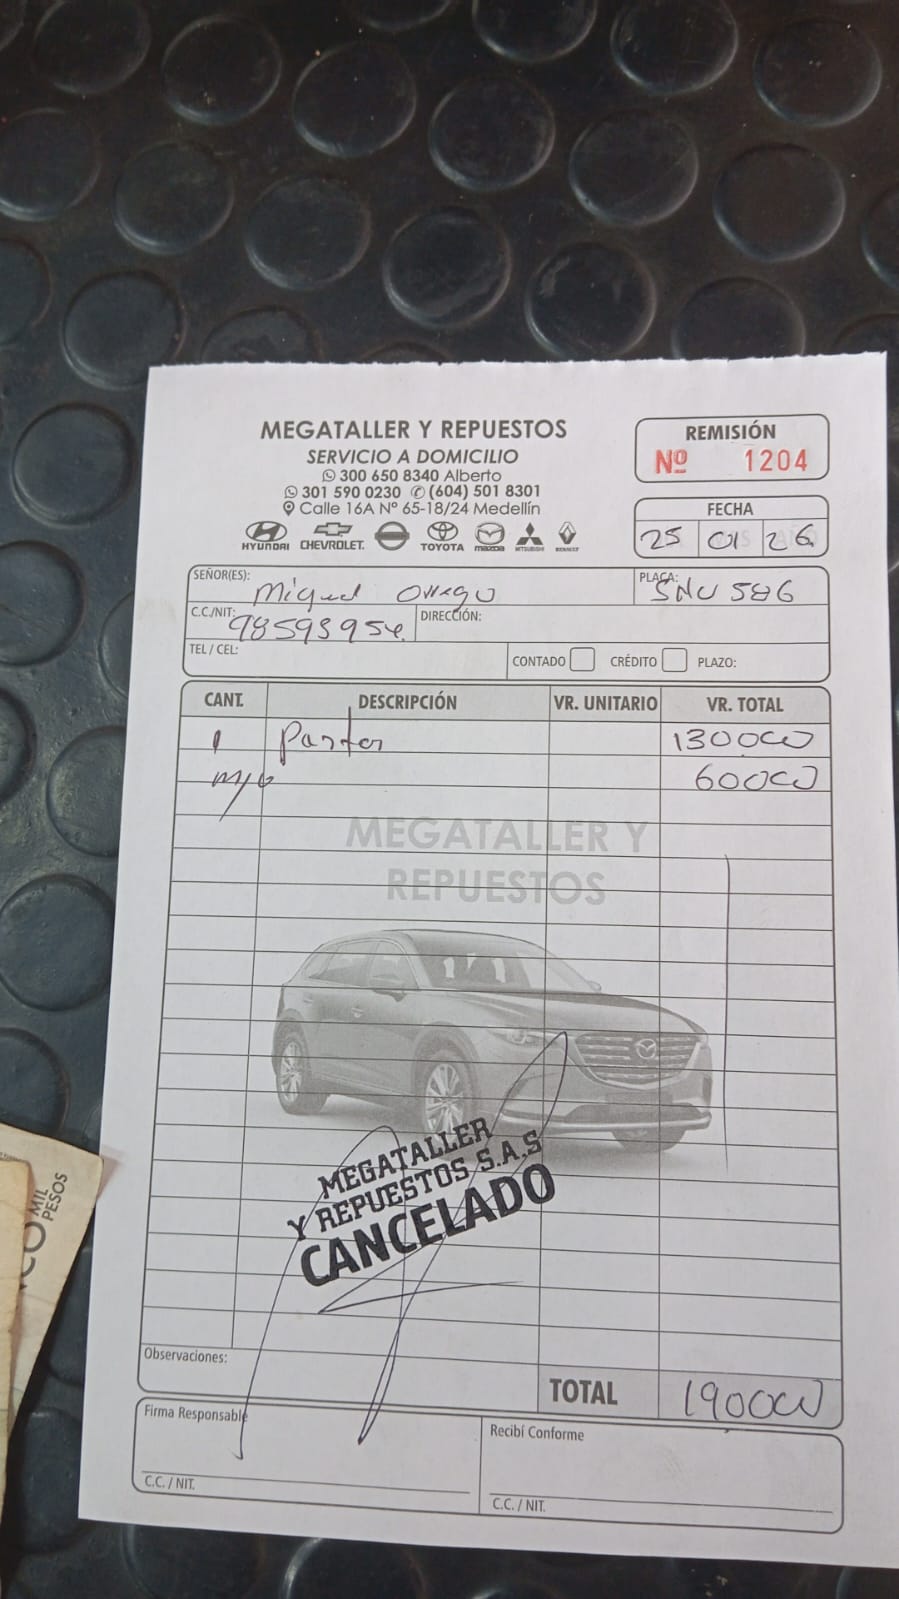 MEGATALLER Y REPUESTOS
SERVICIO A DOMICILIO
300 650 8340 Alberto
301 590 0230 (604) 501 8301
Calle 16A Nº 65-18/24 Medellín
HYUNDAI CHEVROLET. TOYOTA mazda MITSUBISHI RENAULT
REMISIÓN
Nº 1204
FECHA
25 01 26
SEÑOR(ES): Miguel Orrego
PLACA: SNU 586
C.C./NIT: 98593954
DIRECCIÓN:
TEL / CEL:
CONTADO CRÉDITO PLAZO:
CANT. DESCRIPCIÓN VR. UNITARIO VR. TOTAL
1 130000
m/o 60000
MEGATALLER Y
REPUESTOS
MEGATALLER
Y REPUESTOS S.A.S
CANCELADO
Observaciones:
TOTAL 190000
Firma Responsable
Recibí Conforme
C.C. / NIT.
C.C. / NIT.
MIL
PESOS